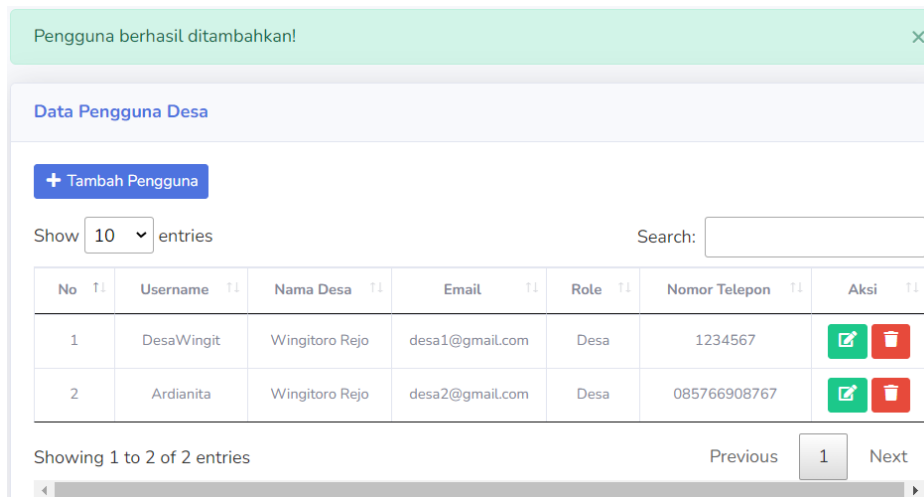 Pengguna berhasil ditambahkan! ×
Data Pengguna Desa
+ Tambah Pengguna
Show 10 entries Search:
No Username Nama Desa Email Role Nomor Telepon Aksi
1 DesaWingit Wingitoro Rejo desa1@gmail.com Desa 1234567
2 Ardianita Wingitoro Rejo desa2@gmail.com Desa 085766908767
Showing 1 to 2 of 2 entries Previous 1 Next